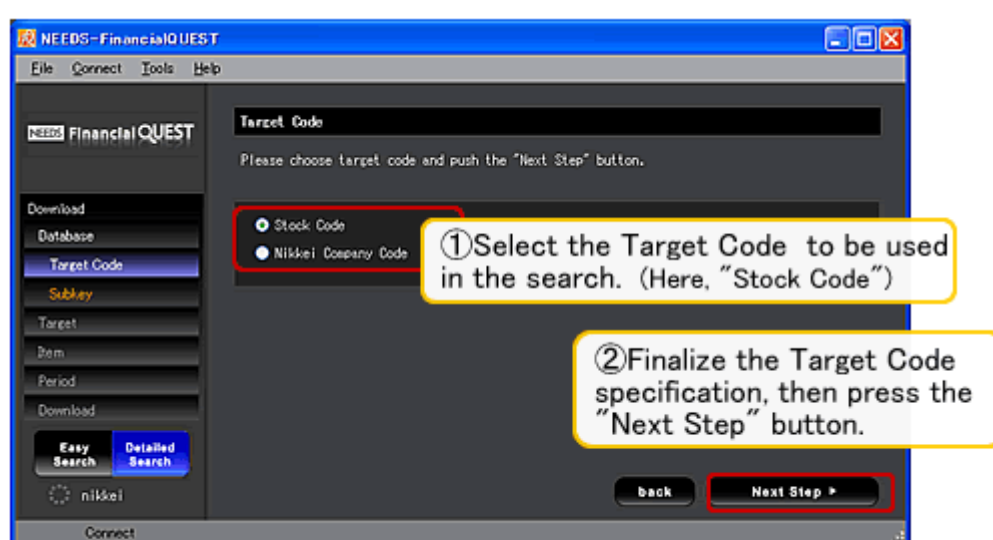 NEEDS-FinancialQUEST
File Connect Tools Help
NEEDS Financial QUEST
Target Code
Please choose target code and push the "Next Step" button.
Download
Database
Target Code
Subkey
Target
Item
Period
Download
Stock Code
Nikkei Company Code
①Select the Target Code to be used
in the search. (Here, "Stock Code")
②Finalize the Target Code
specification, then press the
"Next Step" button.
Easy Search
Detailed Search
nikkei
back
Next Step
Connect